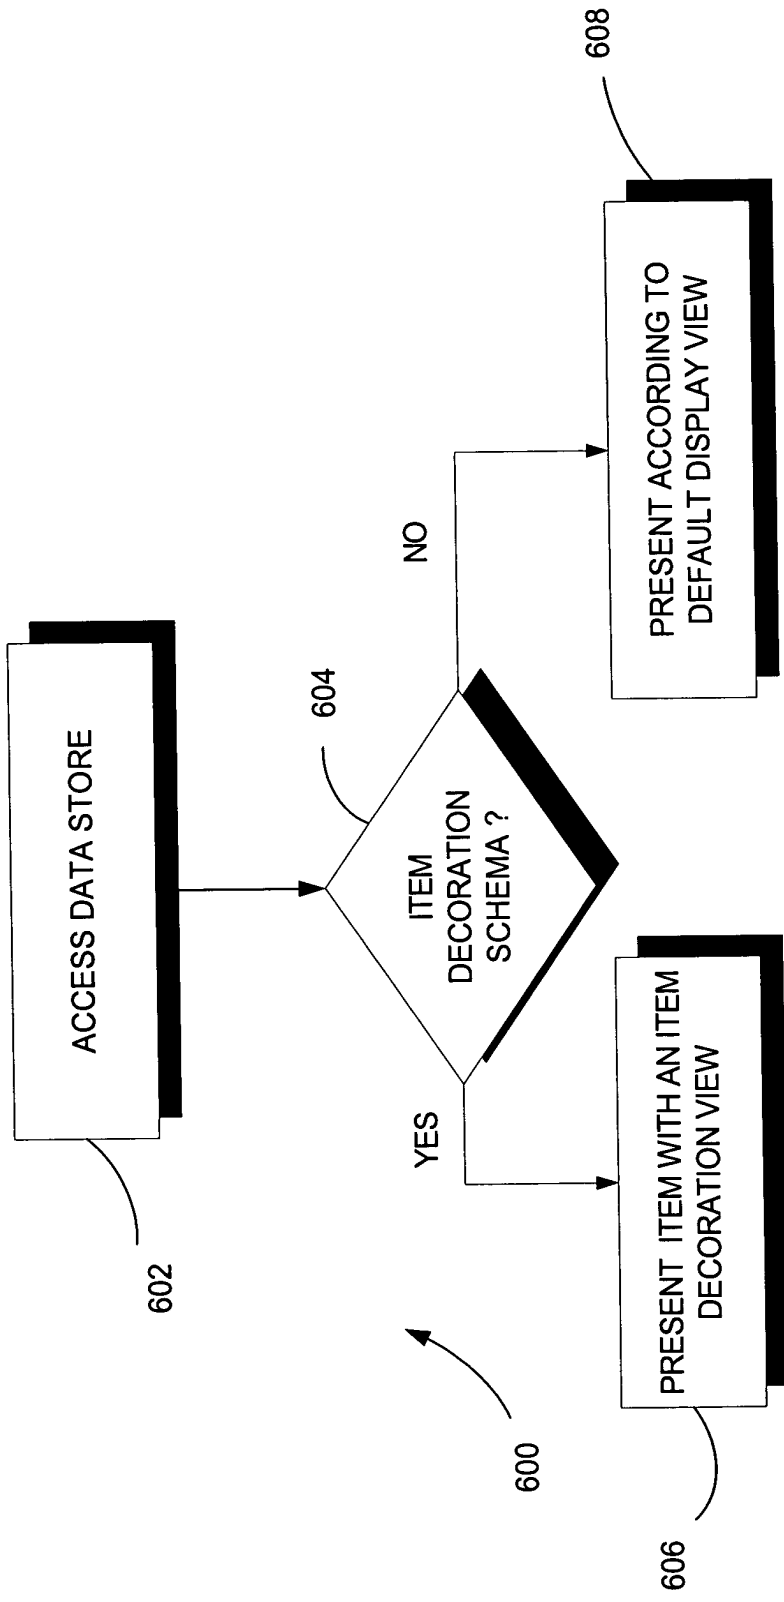 ACCESS DATA STORE
602
604
ITEM
DECORATION
SCHEMA ?
YES
NO
600
PRESENT ITEM WITH AN ITEM
DECORATION VIEW
606
PRESENT ACCORDING TO
DEFAULT DISPLAY VIEW
608